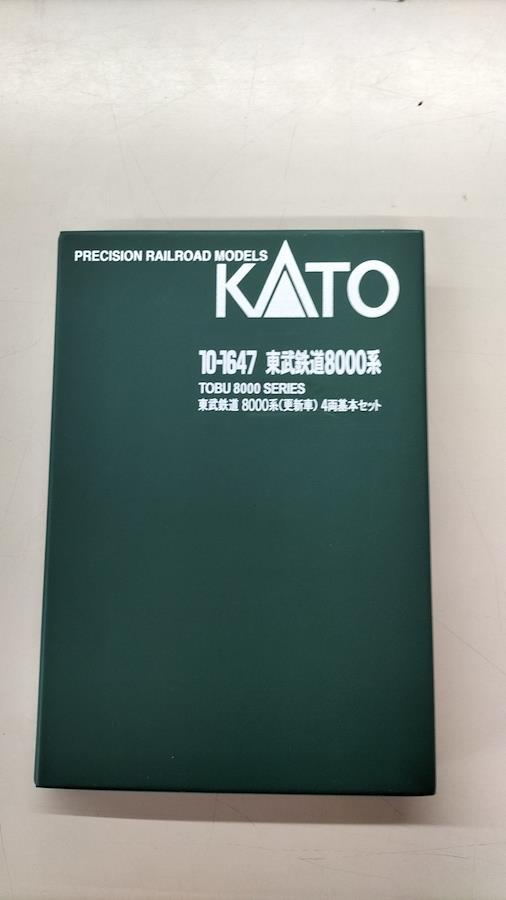 PRECISION RAILROAD MODELS
KATO
10-1647 東武鉄道8000系
TOBU 8000 SERIES
東武鉄道 8000系(更新車) 4両基本セット